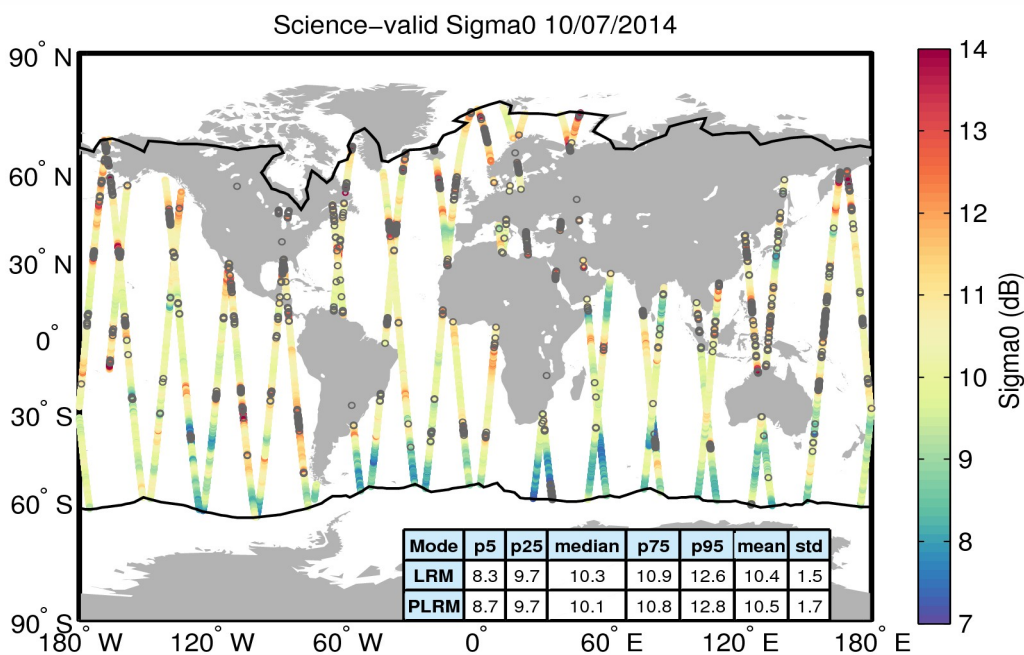 Science−valid Sigma0 10/07/2014
90° N
60° N
30° N
0°
30° S
60° S
90° S
180° W
120° W
60° W
0°
60° E
120° E
180° E
14
13
12
11
10
9
8
7
Sigma0 (dB)
Mode p5 p25 median p75 p95 mean std
LRM 8.3 9.7 10.3 10.9 12.6 10.4 1.5
PLRM 8.7 9.7 10.1 10.8 12.8 10.5 1.7